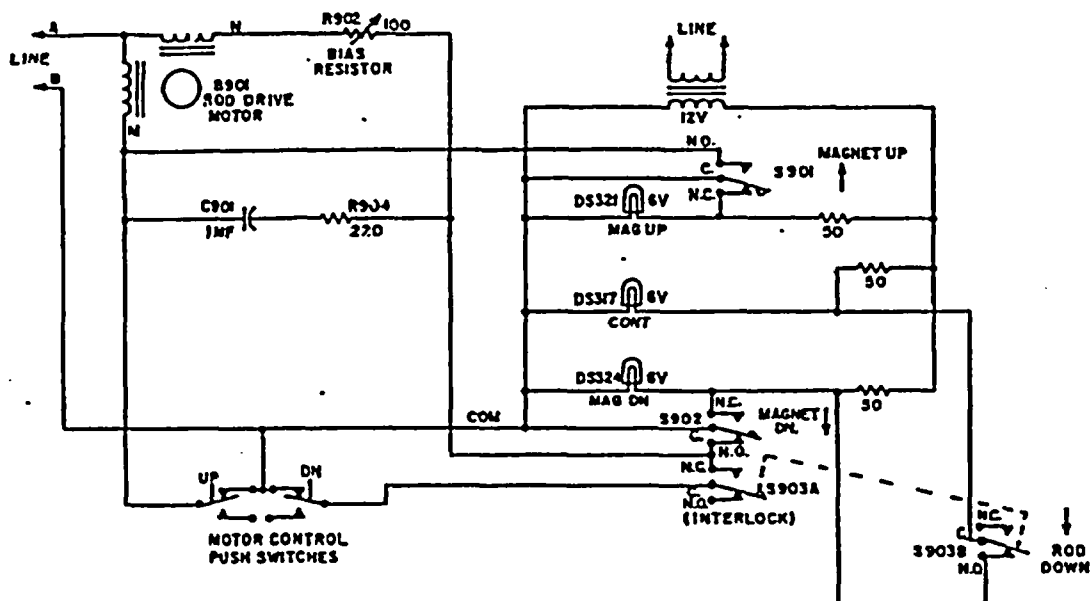 A
LINE
B
N
R902
100
BIAS
RESISTOR
B901
ROD DRIVE
MOTOR
N
C901
1MF
R904
220
LINE
12V
N.O.
C.
N.C.
S901
MAGNET UP
DS321
6V
MAG UP
50
50
DS317
6V
CONT
DS324
6V
MAG DN
50
COM
S902
N.C.
C.
N.O.
MAGNET
DN.
N.C.
C.
N.O.
S903A
(INTERLOCK)
UP
DN
MOTOR CONTROL
PUSH SWITCHES
N.C.
C.
N.O.
S903B
ROD
DOWN